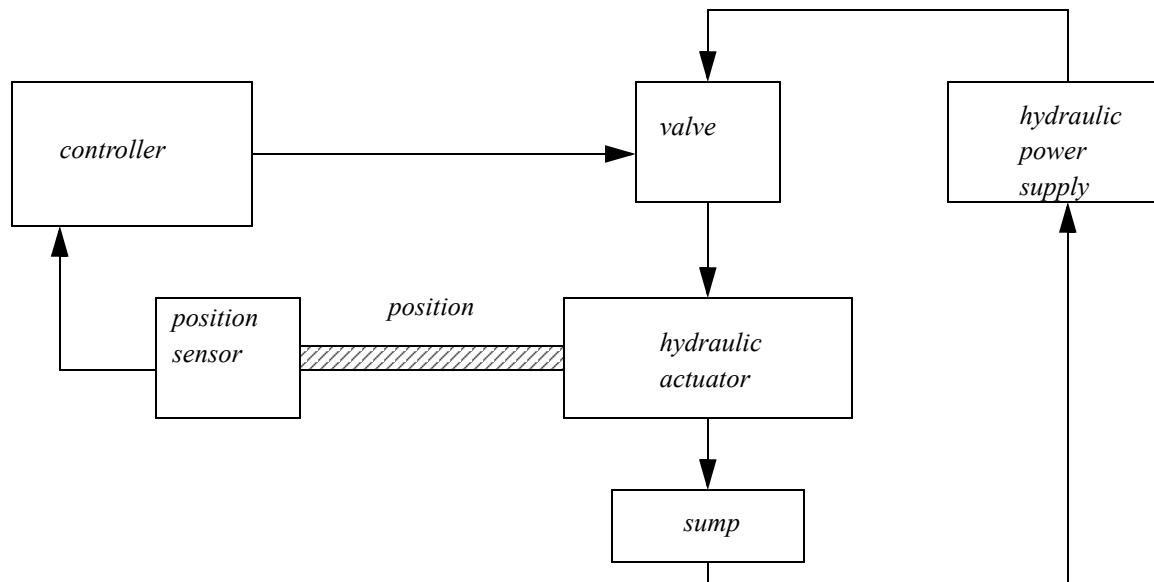 controller
valve
hydraulic
power
supply
position
sensor
position
hydraulic
actuator
sump